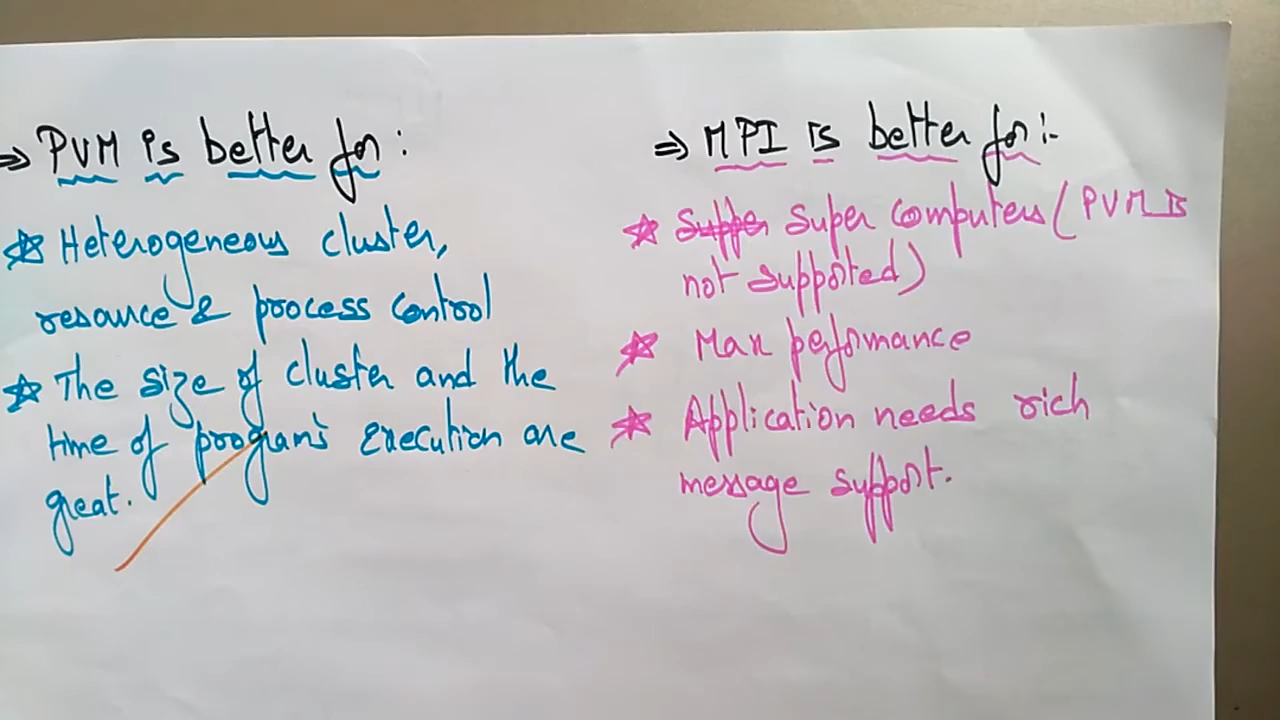 ⇒ PVM is better for:
☆ Heterogeneous cluster,
resource & process control
☆ The size of cluster and the
time of program's execution are
great.
⇒ MPI is better for:-
☆ Suppe Super computers (PVM is
not supported)
☆ Max performance
☆ Application needs rich
message support.